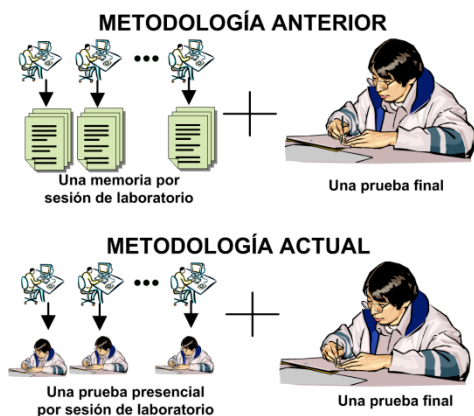 METODOLOGÍA ANTERIOR
Una memoria por
sesión de laboratorio
Una prueba final
METODOLOGÍA ACTUAL
Una prueba presencial
por sesión de laboratorio
Una prueba final